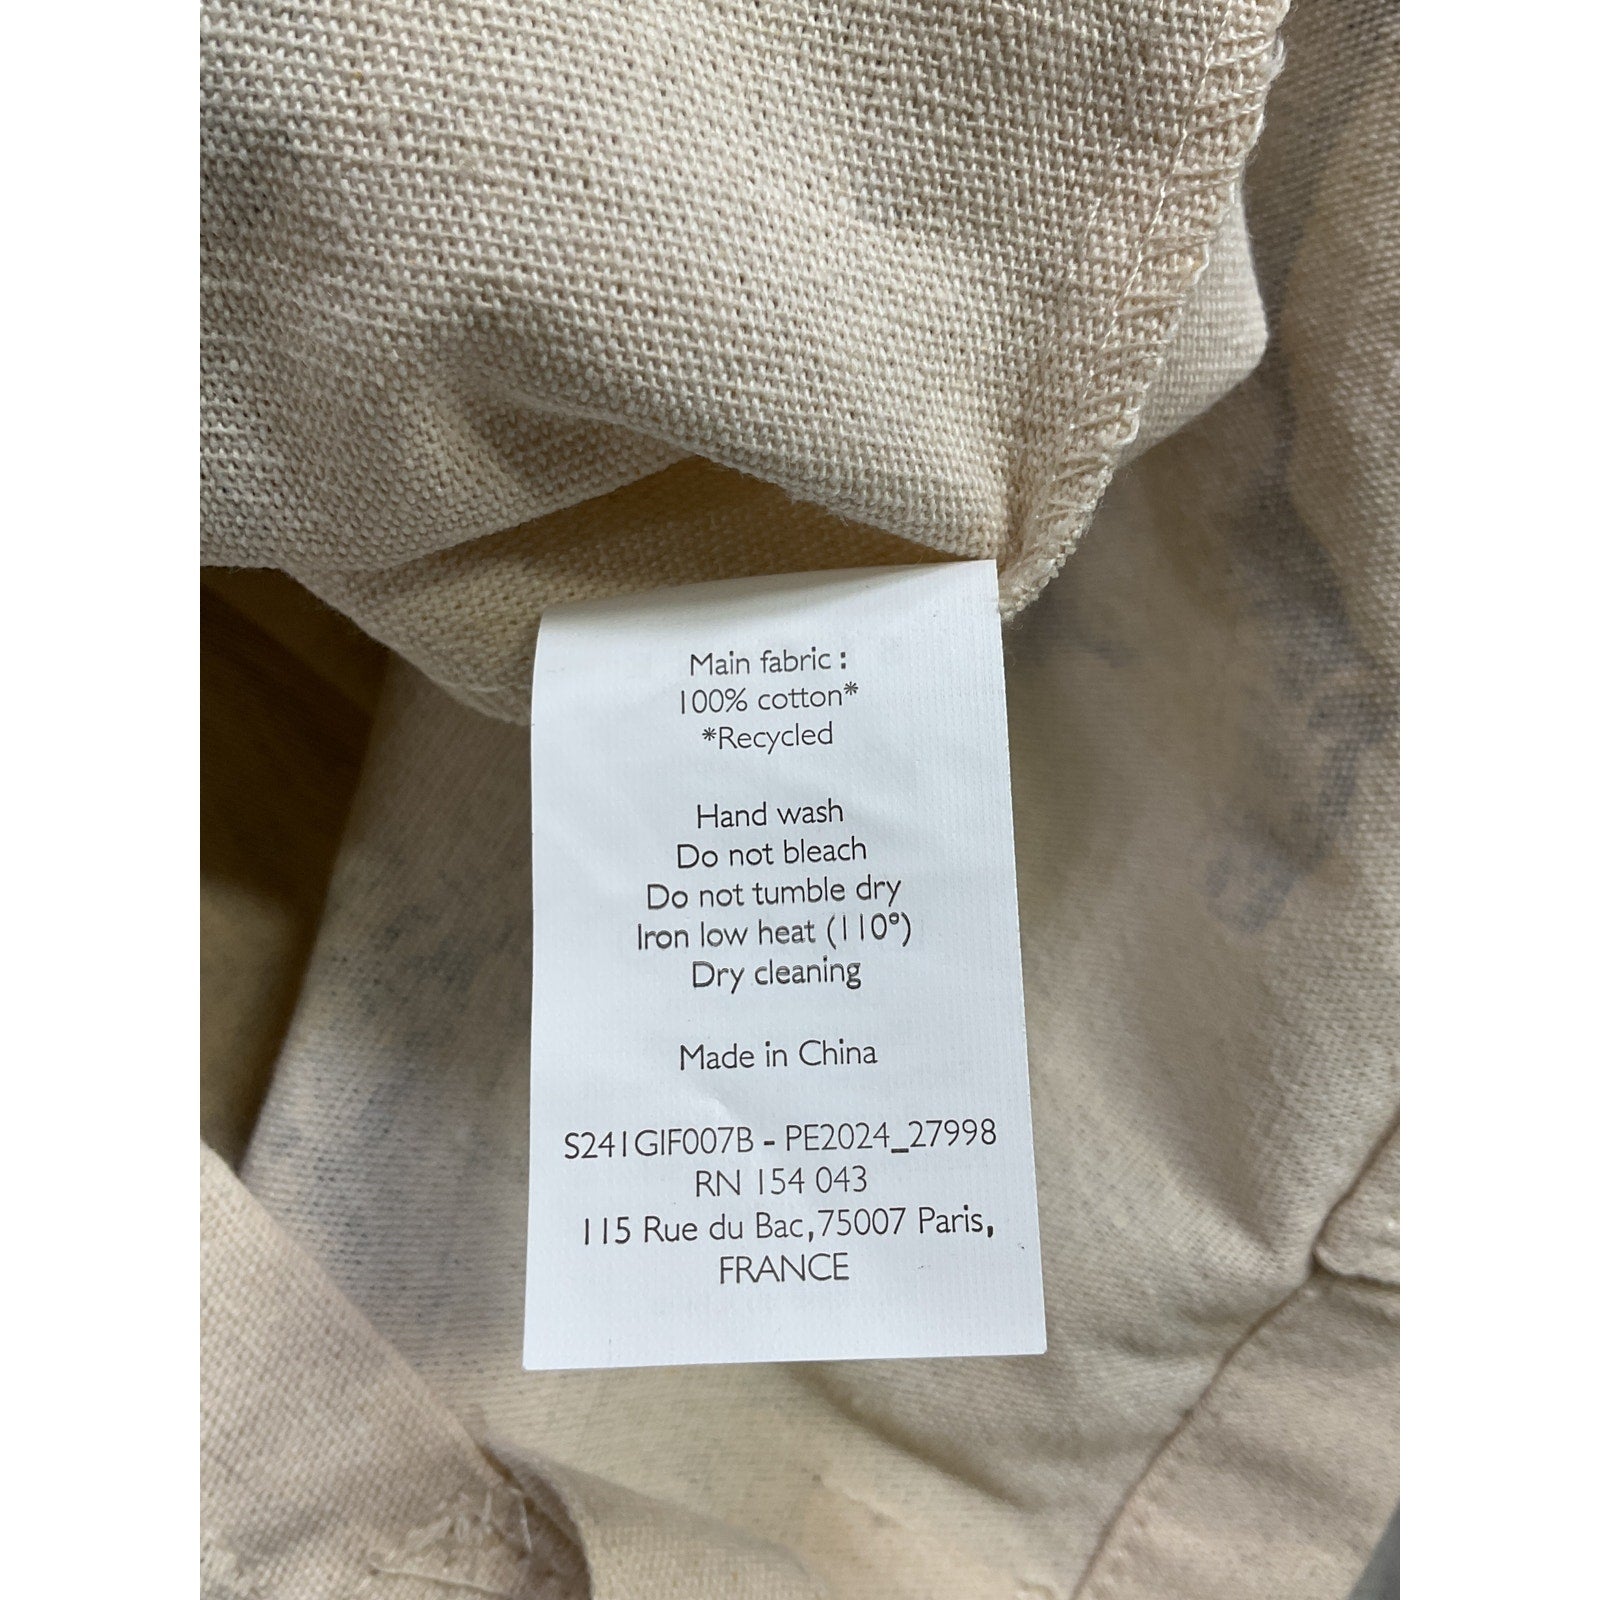 Main fabric :
100% cotton*
*Recycled
Hand wash
Do not bleach
Do not tumble dry
Iron low heat (110°)
Dry cleaning
Made in China
S241GIF007B - PE2024_27998
RN 154 043
115 Rue du Bac,75007 Paris,
FRANCE